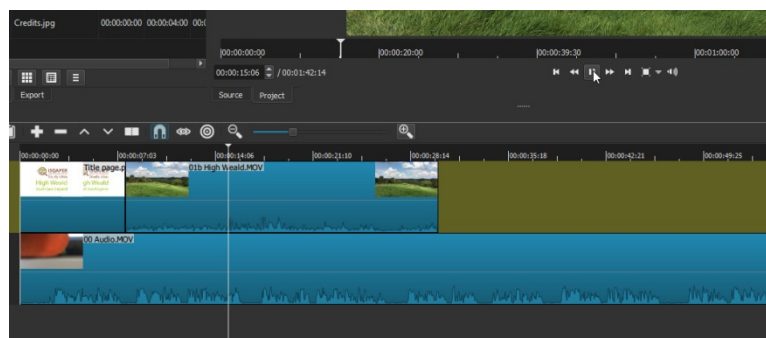 Credits.jpg 00:00:00:00 00:00:04:00 00:(
00:00:00:00 00:00:20:00 00:00:39:30 00:01:00:00
00:00:15:06 / 00:01:42:14
Export Source Project
00:00:00:00 00:00:07:03 00:00:14:06 00:00:21:10 00:00:28:14 00:00:35:18 00:00:42:21 00:00:49:25
Title page.p 01b High Weald.MOV
High Weald gh Weald
00 Audio.MOV